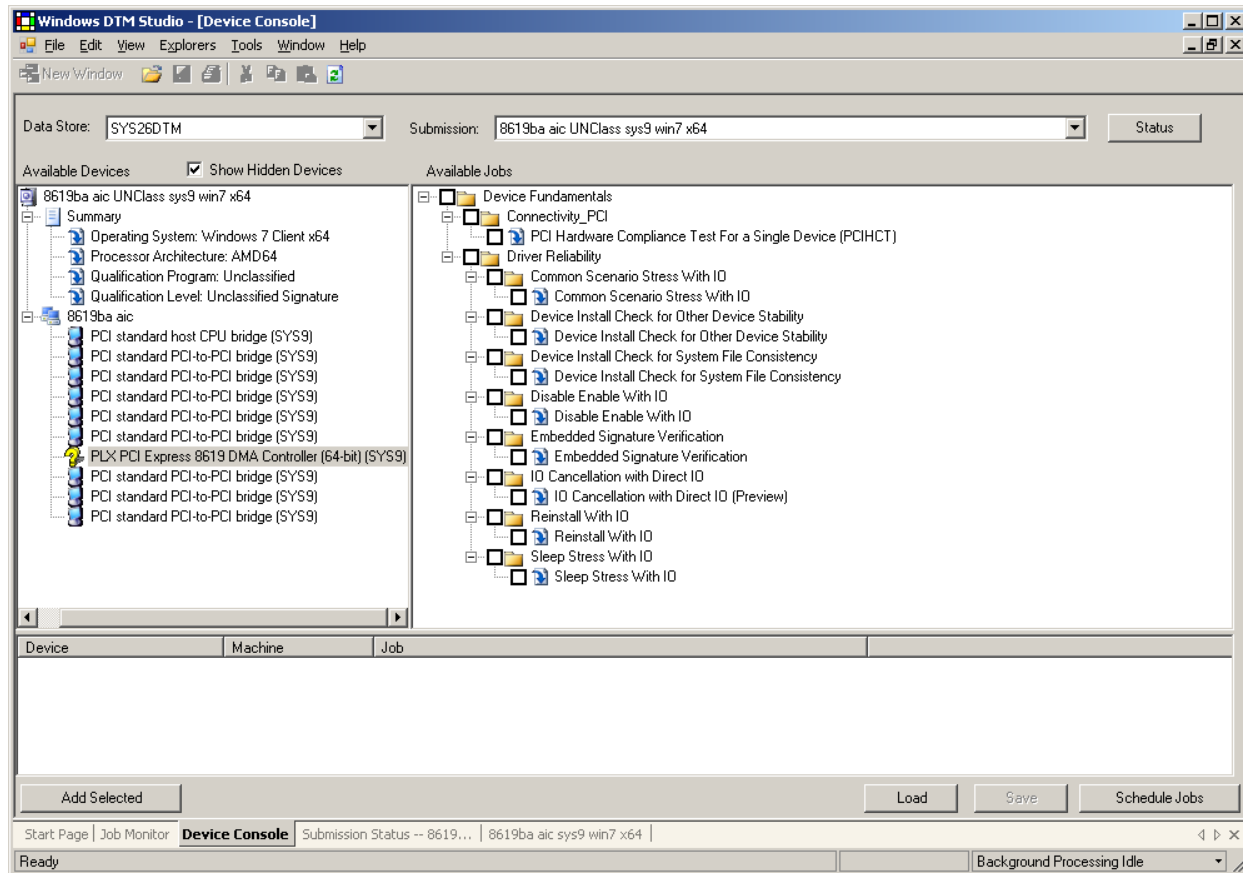 Windows DTM Studio - [Device Console]
File Edit View Explorers Tools Window Help
New Window
Data Store: SYS26DTM Submission: 8619ba aic UNClass sys9 win7 x64 Status
Available Devices Show Hidden Devices Available Jobs
8619ba aic UNClass sys9 win7 x64
Summary
Operating System: Windows 7 Client x64
Processor Architecture: AMD64
Qualification Program: Unclassified
Qualification Level: Unclassified Signature
8619ba aic
PCI standard host CPU bridge (SYS9)
PCI standard PCI-to-PCI bridge (SYS9)
PCI standard PCI-to-PCI bridge (SYS9)
PCI standard PCI-to-PCI bridge (SYS9)
PCI standard PCI-to-PCI bridge (SYS9)
PCI standard PCI-to-PCI bridge (SYS9)
PLX PCI Express 8619 DMA Controller (64-bit) (SYS9)
PCI standard PCI-to-PCI bridge (SYS9)
PCI standard PCI-to-PCI bridge (SYS9)
PCI standard PCI-to-PCI bridge (SYS9)
Device Fundamentals
Connectivity_PCI
PCI Hardware Compliance Test For a Single Device (PCIHCT)
Driver Reliability
Common Scenario Stress With IO
Common Scenario Stress With IO
Device Install Check for Other Device Stability
Device Install Check for Other Device Stability
Device Install Check for System File Consistency
Device Install Check for System File Consistency
Disable Enable With IO
Disable Enable With IO
Embedded Signature Verification
Embedded Signature Verification
IO Cancellation with Direct IO
IO Cancellation with Direct IO (Preview)
Reinstall With IO
Reinstall With IO
Sleep Stress With IO
Sleep Stress With IO
Device Machine Job
Add Selected Load Save Schedule Jobs
Start Page Job Monitor Device Console Submission Status -- 8619... 8619ba aic sys9 win7 x64
Ready Background Processing Idle